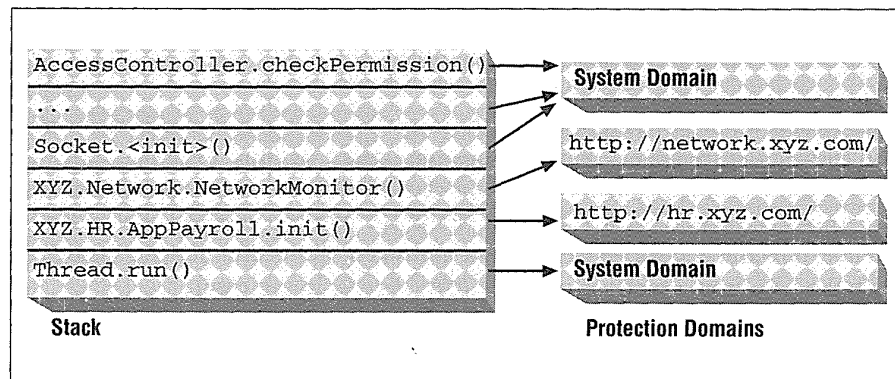 AccessController.checkPermission()
...
Socket.<init>()
XYZ.Network.NetworkMonitor()
XYZ.HR.AppPayroll.init()
Thread.run()
Stack
System Domain
http://network.xyz.com/
http://hr.xyz.com/
System Domain
Protection Domains